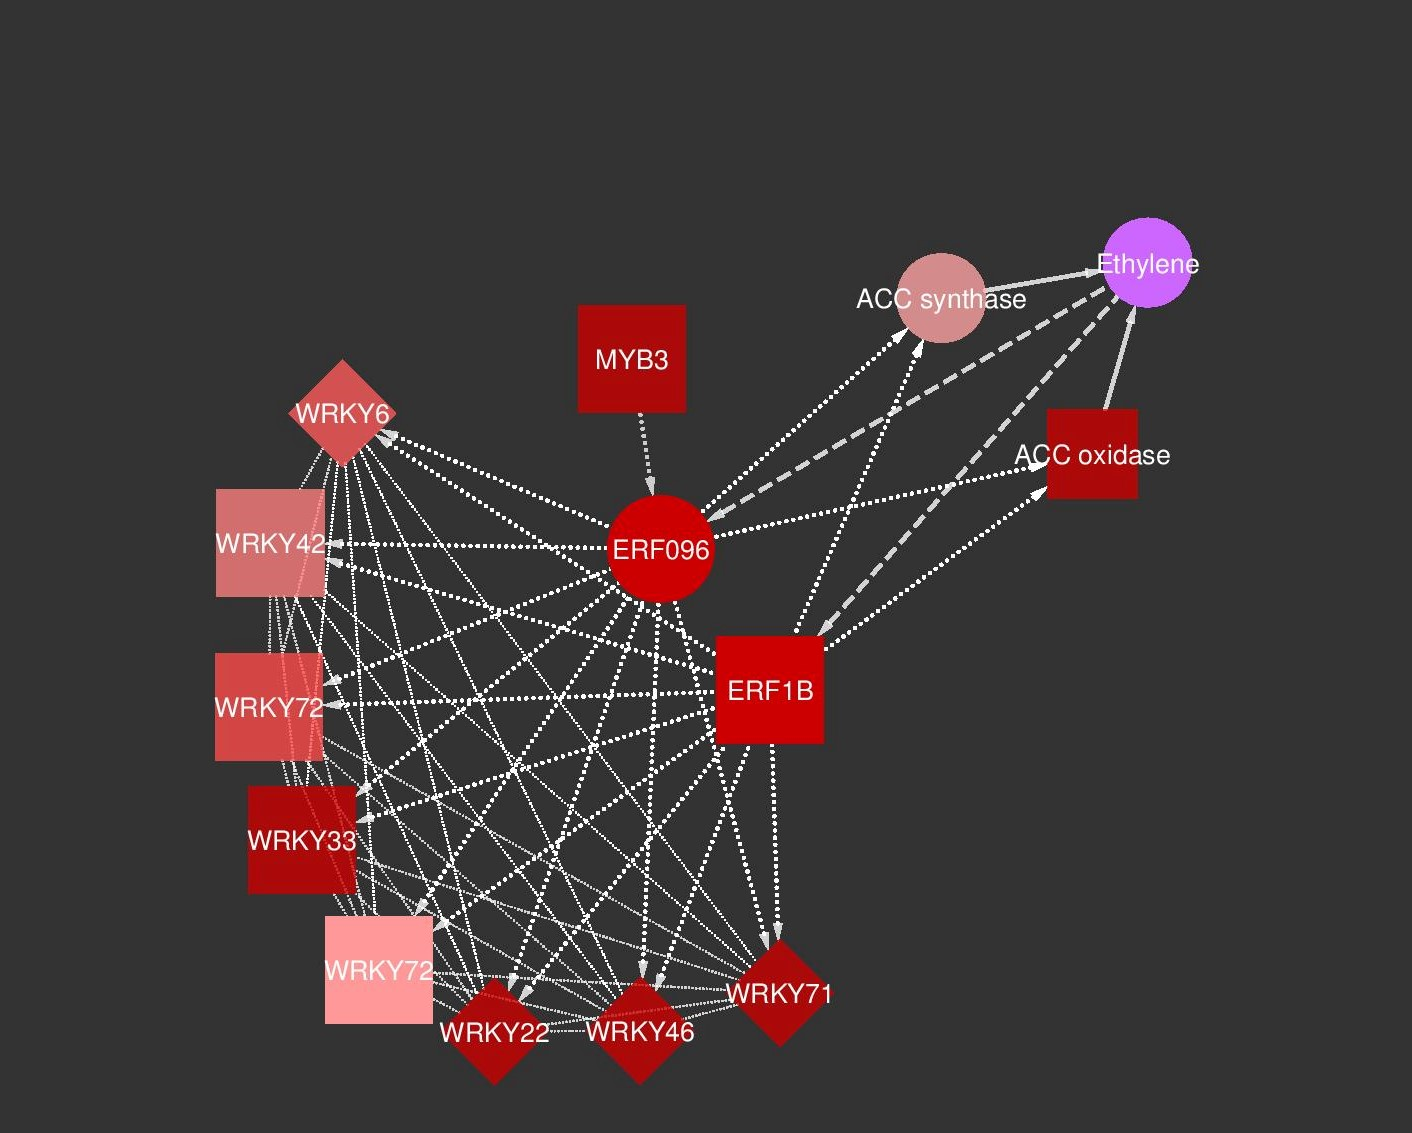 Ethylene
ACC synthase
MYB3
WRKY6
ACC oxidase
WRKY42
ERF096
ERF1B
WRKY72
WRKY33
WRKY72
WRKY71
WRKY22
WRKY46